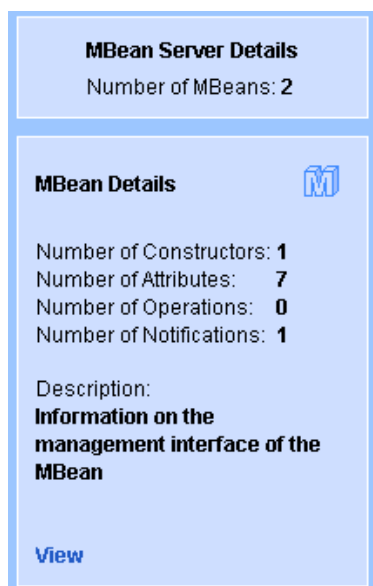 MBean Server Details
Number of MBeans: 2
MBean Details
M
Number of Constructors: 1
Number of Attributes: 7
Number of Operations: 0
Number of Notifications: 1
Description:
Information on the
management interface of the
MBean
View